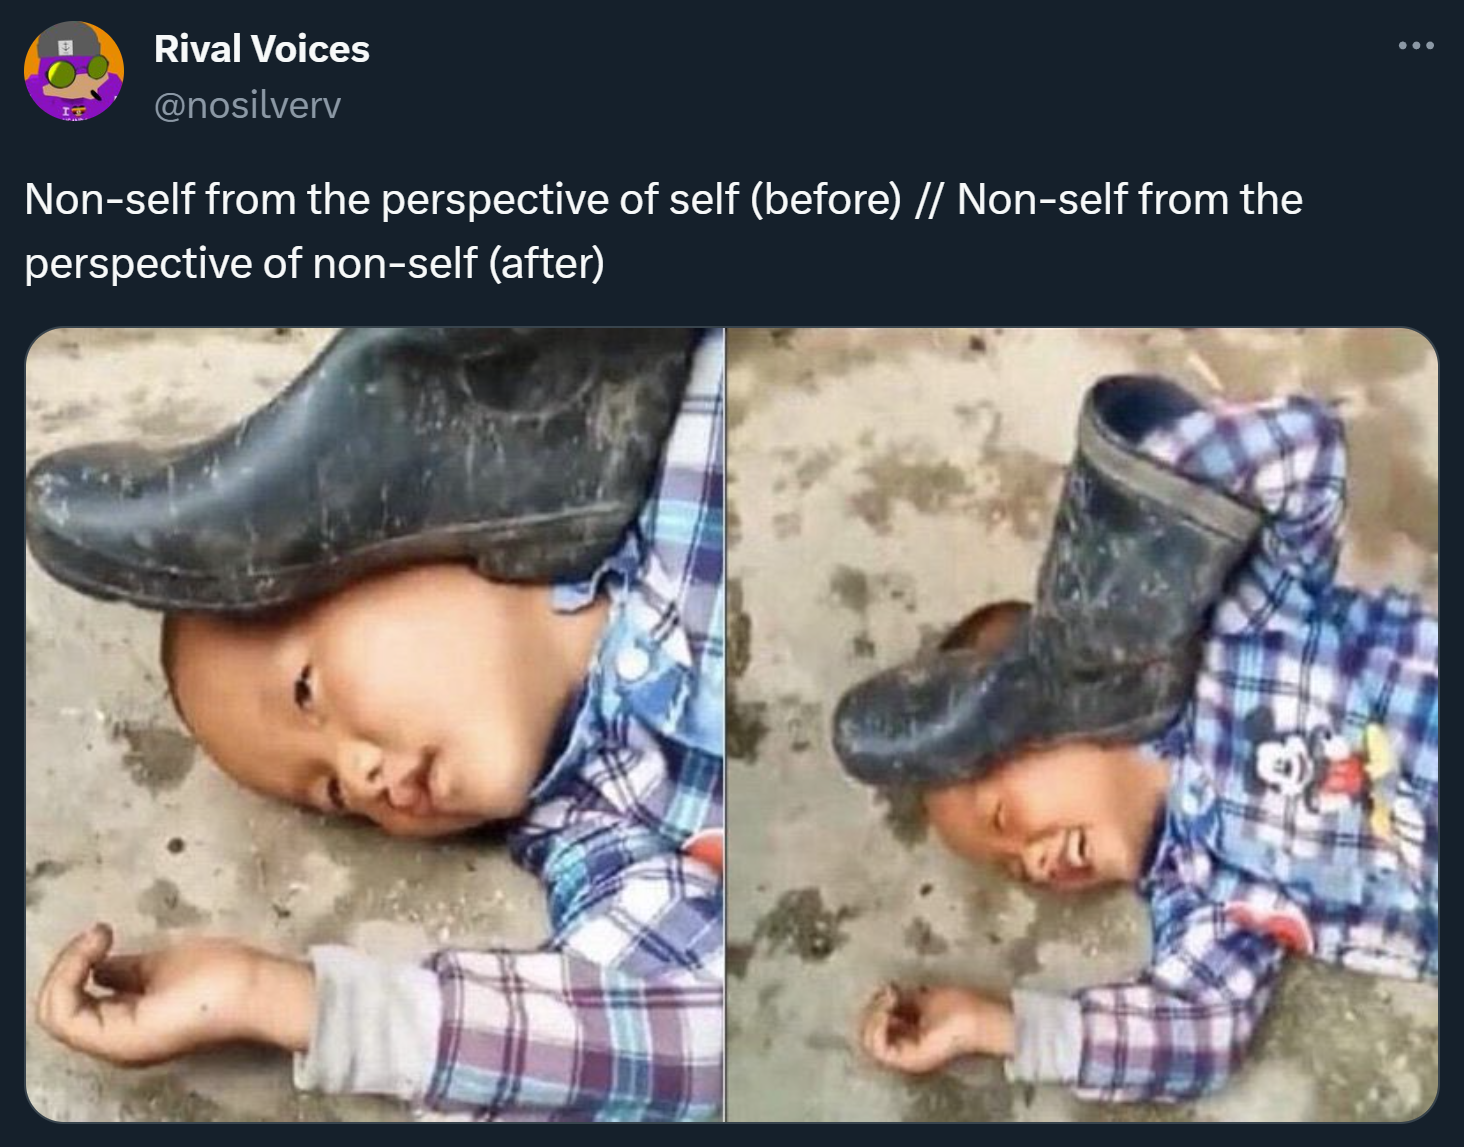 Rival Voices
@nosilverv
Non-self from the perspective of self (before) // Non-self from the
perspective of non-self (after)